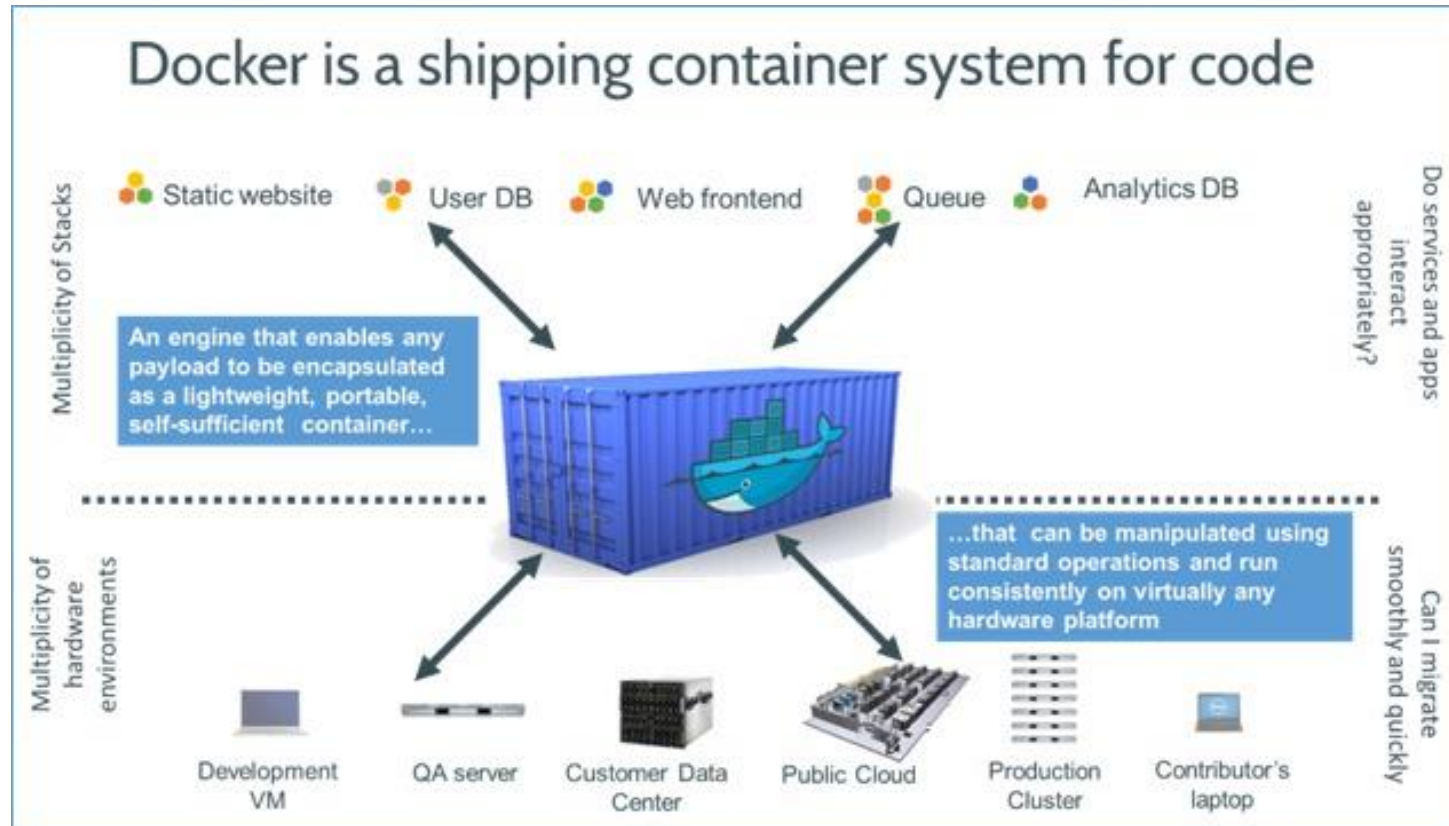 Docker is a shipping container system for code
Multiplicity of Stacks
Static website
User DB
Web frontend
Queue
Analytics DB
Do services and apps
interact
appropriately?
An engine that enables any
payload to be encapsulated
as a lightweight, portable,
self-sufficient container…
…that can be manipulated using
standard operations and run
consistently on virtually any
hardware platform
Multiplicity of
hardware
environments
Development
VM
QA server
Customer Data
Center
Public Cloud
Production
Cluster
Contributor’s
laptop
Can I migrate
smoothly and quickly